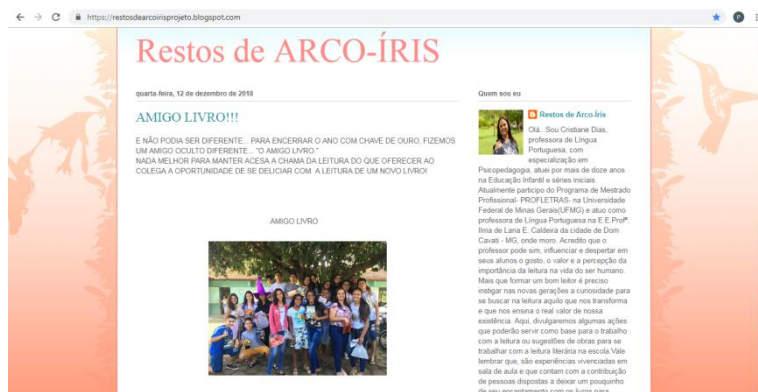 https://restosdearcoirisprojeto.blogspot.com
P
Restos de ARCO-ÍRIS
quarta-feira, 12 de dezembro de 2018
AMIGO LIVRO!!!
E NÃO PODIA SER DIFERENTE... PARA ENCERRAR O ANO COM CHAVE DE OURO, FIZEMOS
UM AMIGO OCULTO DIFERENTE... "O AMIGO LIVRO."
NADA MELHOR PARA MANTER ACESA A CHAMA DA LEITURA DO QUE OFERECER AO
COLEGA A OPORTUNIDADE DE SE DELICIAR COM A LEITURA DE UM NOVO LIVRO!
AMIGO LIVRO
Quem sou eu
Restos de Arco-Íris
Olá.. Sou Cristiane Dias,
professora de Língua
Portuguesa, com
especialização em
Psicopedagogia, atuei por mais de doze anos
na Educação Infantil e séries iniciais.
Atualmente participo do Programa de Mestrado
Profissional- PROFLETRAS- na Universidade
Federal de Minas Gerais(UFMG) e atuo como
professora de Língua Portuguesa na E.E.Profª.
Ilma de Lana E. Caldeira da cidade de Dom
Cavati - MG, onde moro. Acredito que o
professor pode sim, influenciar e despertar em
seus alunos o gosto, o valor e a percepção da
importância da leitura na vida do ser humano.
Mais que formar um bom leitor é preciso
instigar nas novas gerações a curiosidade para
se buscar na leitura aquilo que nos transforma
e que nos ensina o real valor de nossa
existência. Aqui, divulgaremos algumas ações
que poderão servir como base para o trabalho
com a leitura ou sugestões de obras para se
trabalhar com a leitura literária na escola.Vale
lembrar que, são experiências vivenciadas em
sala de aula e que contam com a contribuição
de pessoas dispostas a deixar um pouquinho
de seu encantamento com os livros para